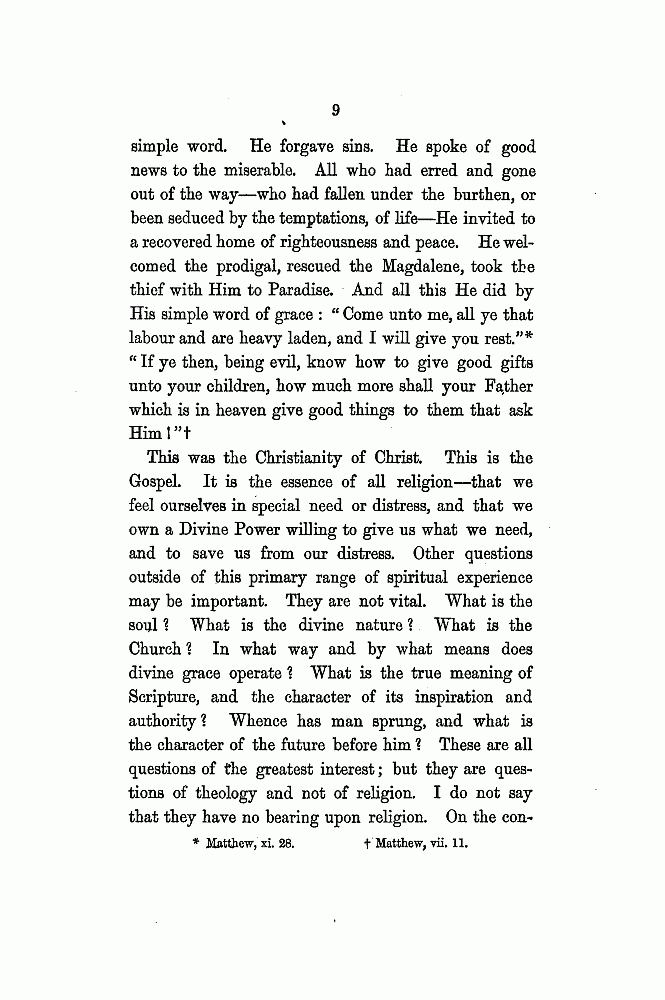 9
simple word. He forgave sins. He spoke of good
news to the miserable. All who had erred and gone
out of the way—who had fallen under the burthen, or
been seduced by the temptations, of life—He invited to
a recovered home of righteousness and peace. He wel-
comed the prodigal, rescued the Magdalene, took the
thief with Him to Paradise. And all this He did by
His simple word of grace : “Come unto me, all ye that
labour and are heavy laden, and I will give you rest.”*
“If ye then, being evil, know how to give good gifts
unto your children, how much more shall your Father
which is in heaven give good things to them that ask
Him!”†
This was the Christianity of Christ. This is the
Gospel. It is the essence of all religion—that we
feel ourselves in special need or distress, and that we
own a Divine Power willing to give us what we need,
and to save us from our distress. Other questions
outside of this primary range of spiritual experience
may be important. They are not vital. What is the
soul? What is the divine nature? What is the
Church? In what way and by what means does
divine grace operate? What is the true meaning of
Scripture, and the character of its inspiration and
authority? Whence has man sprung, and what is
the character of the future before him? These are all
questions of the greatest interest; but they are ques-
tions of theology and not of religion. I do not say
that they have no bearing upon religion. On the con-
* Matthew, xi. 28. † Matthew, vii. 11.